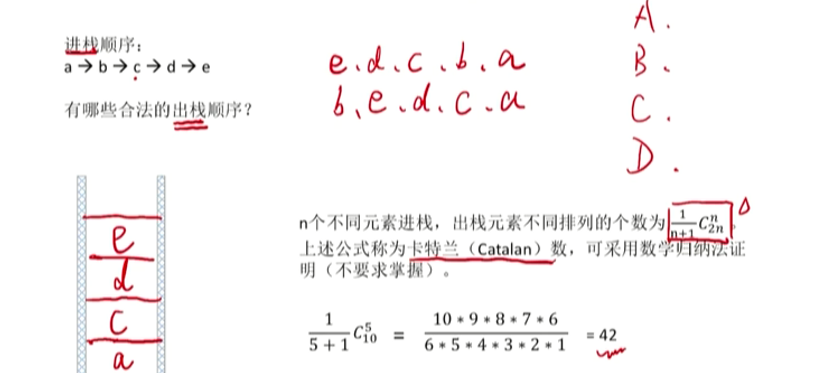 进栈顺序：
a→b→c→d→e
有哪些合法的出栈顺序？
e.d.c.b.a
b.e.d.c.a
A.
B.
C.
D.
e
d
c
a
n个不同元素进栈，出栈元素不同排列的个数为 \frac{1}{n+1}C_{2n}^{n}
上述公式称为卡特兰（Catalan）数，可采用数学归纳法证
明（不要求掌握）。
\frac{1}{5+1}C_{10}^{5} = \frac{10*9*8*7*6}{6*5*4*3*2*1} = 42